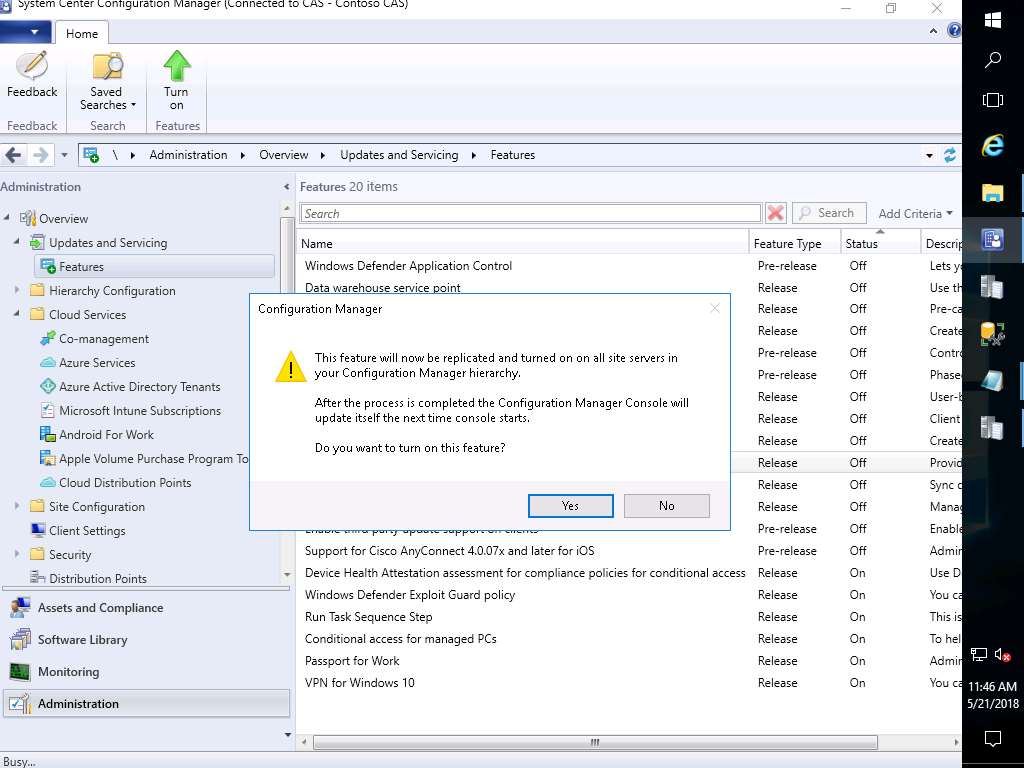 System Center Configuration Manager (Connected to CAS - Contoso CAS)
Home
Feedback
Saved
Searches
Turn
on
Feedback
Search
Features
\ Administration Overview Updates and Servicing Features
Administration
Overview
Updates and Servicing
Features
Hierarchy Configuration
Cloud Services
Co-management
Azure Services
Azure Active Directory Tenants
Microsoft Intune Subscriptions
Android For Work
Apple Volume Purchase Program To
Cloud Distribution Points
Site Configuration
Client Settings
Security
Distribution Points
Assets and Compliance
Software Library
Monitoring
Administration
Busy...
Features 20 items
Search
Search
Add Criteria
Name Feature Type Status Descrip
Windows Defender Application Control Pre-release Off Lets yo
Data warehouse service point Release Off Use th
Release Off Pre-ca
Release Off Create
Pre-release Off Contro
Pre-release Off Phased
Release Off User-b
Release Off Client
Release Off Create
Release Off Provid
Release Off Sync c
Release Off Manag
Enable third party update support on clients Pre-release Off Enable
Support for Cisco AnyConnect 4.0.07x and later for iOS Pre-release Off Admin
Device Health Attestation assessment for compliance policies for conditional access Release On Use D
Windows Defender Exploit Guard policy Release On You ca
Run Task Sequence Step Release On This is
Conditional access for managed PCs Release On To hel
Passport for Work Release On Admin
VPN for Windows 10 Release On You ca
Configuration Manager
This feature will now be replicated and turned on on all site servers in
your Configuration Manager hierarchy.
After the process is completed the Configuration Manager Console will
update itself the next time console starts.
Do you want to turn on this feature?
Yes
No
11:46 AM
5/21/2018